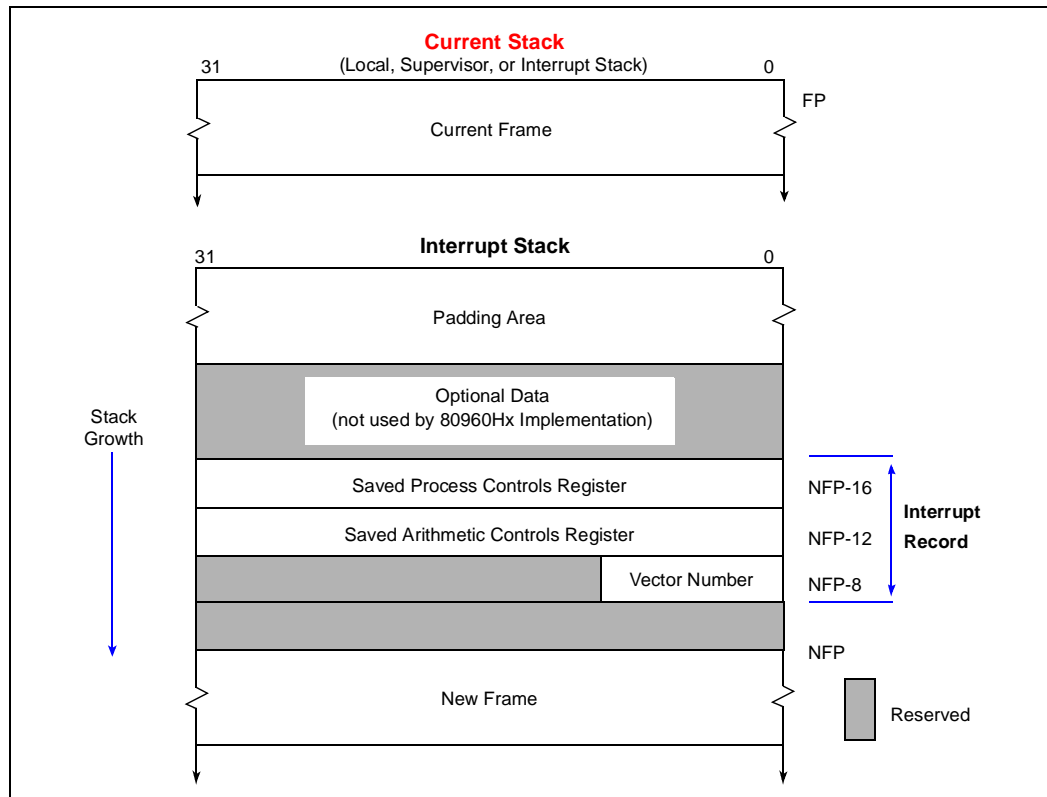 Current Stack
31 (Local, Supervisor, or Interrupt Stack) 0
FP
Current Frame
Interrupt Stack
31 0
Padding Area
Optional Data
(not used by 80960Hx Implementation)
Stack
Growth
Saved Process Controls Register NFP-16
Interrupt
Saved Arithmetic Controls Register NFP-12
Record
Vector Number NFP-8
NFP
New Frame
Reserved